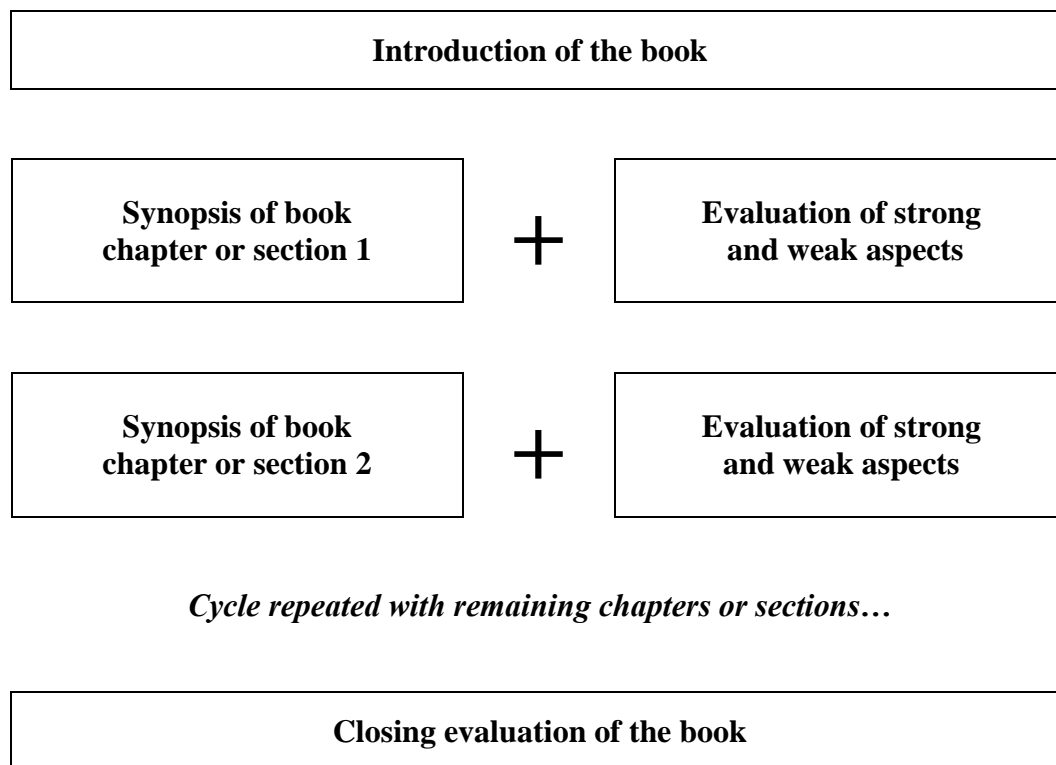 Introduction of the book
Synopsis of book
chapter or section 1
+
Evaluation of strong
and weak aspects
Synopsis of book
chapter or section 2
+
Evaluation of strong
and weak aspects
Cycle repeated with remaining chapters or sections…
Closing evaluation of the book